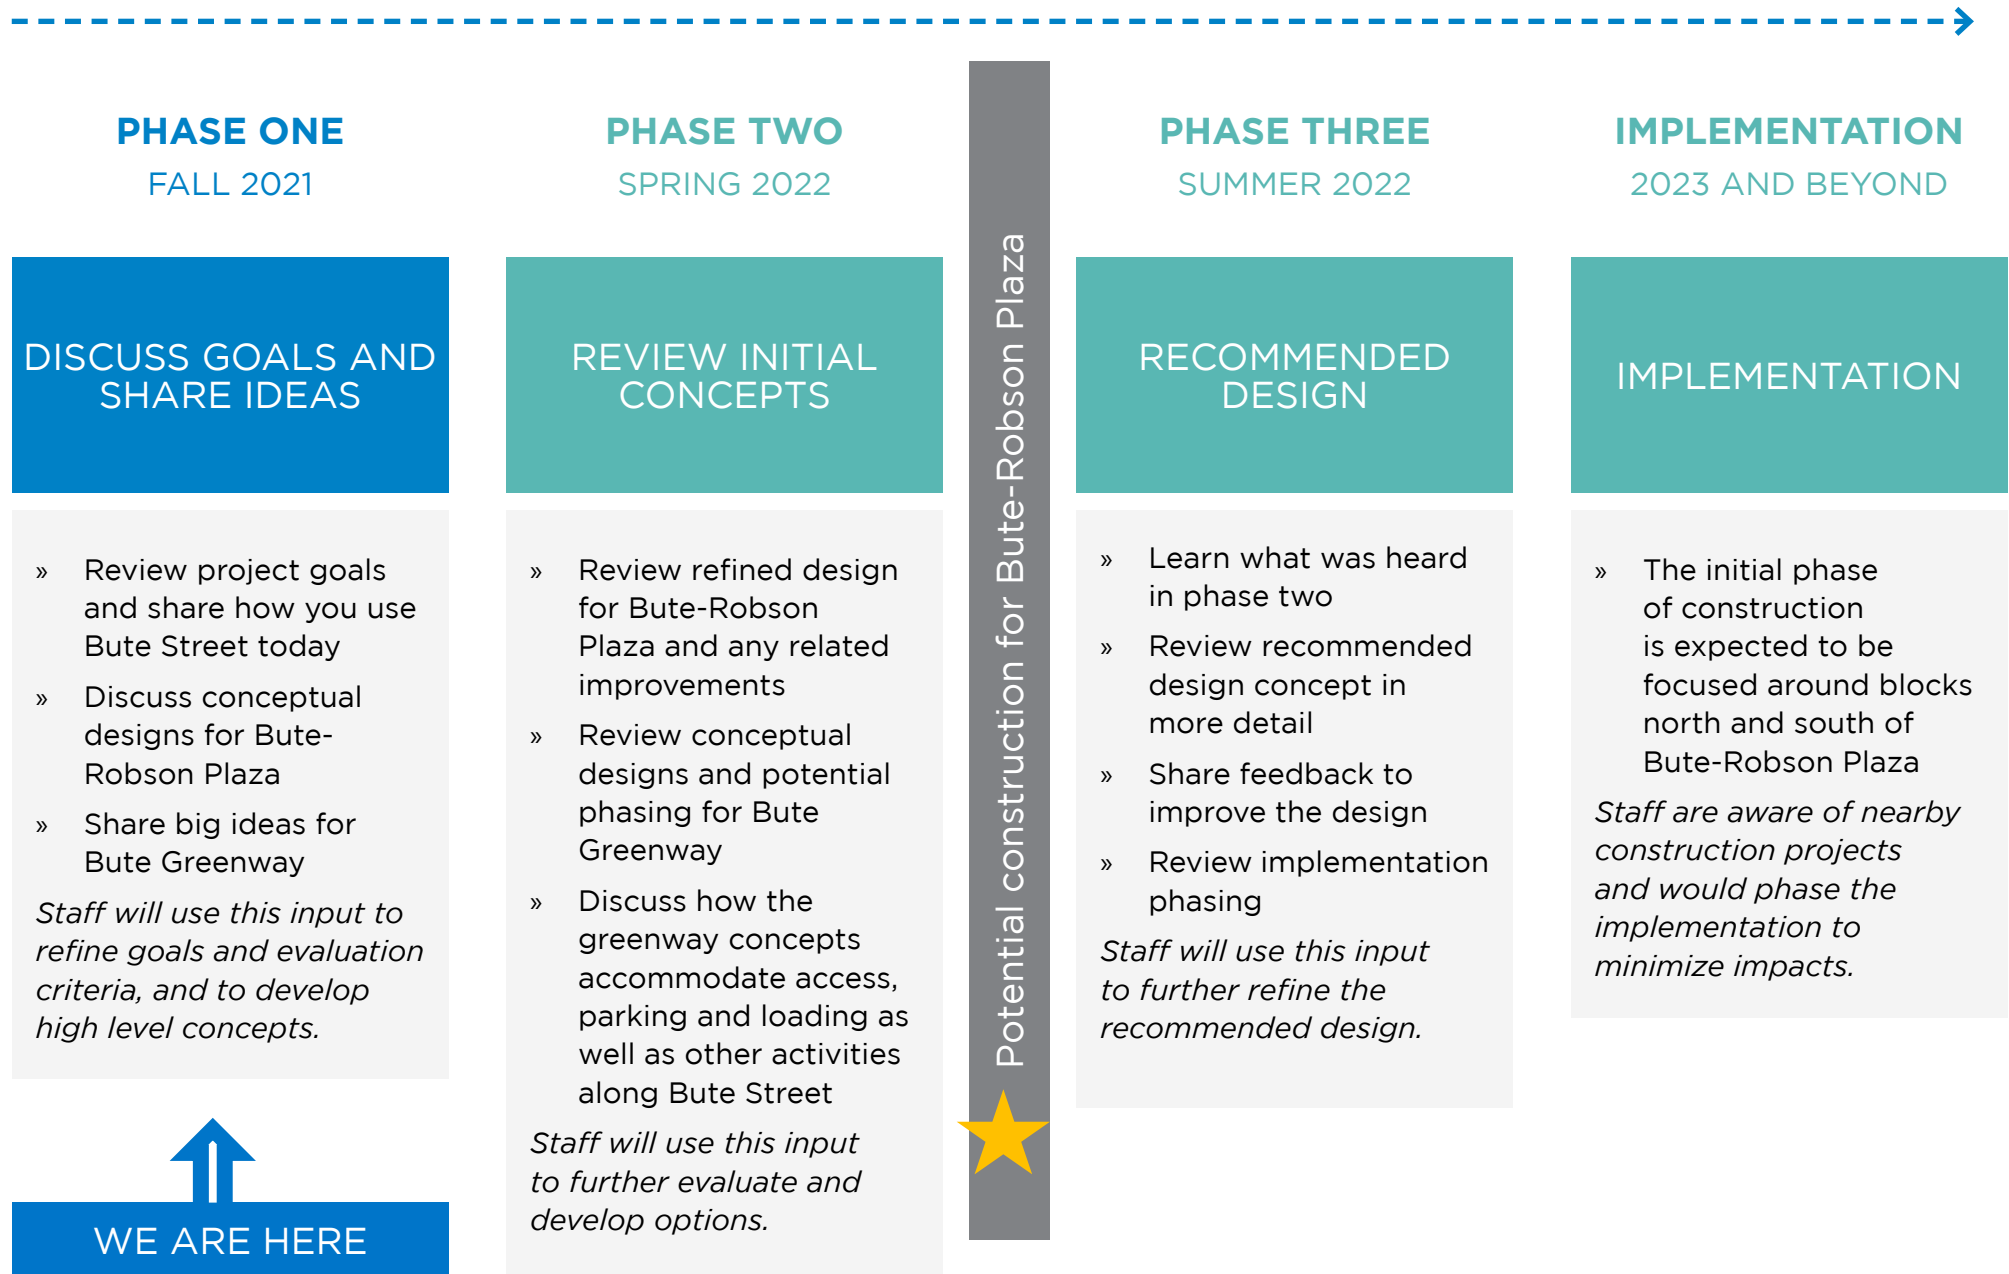 PHASE ONE
FALL 2021
DISCUSS GOALS AND
SHARE IDEAS
» Review project goals
and share how you use
Bute Street today
» Discuss conceptual
designs for Bute-
Robson Plaza
» Share big ideas for
Bute Greenway
Staff will use this input to
refine goals and evaluation
criteria, and to develop
high level concepts.
WE ARE HERE
PHASE TWO
SPRING 2022
REVIEW INITIAL
CONCEPTS
» Review refined design
for Bute-Robson
Plaza and any related
improvements
» Review conceptual
designs and potential
phasing for Bute
Greenway
» Discuss how the
greenway concepts
accommodate access,
parking and loading as
well as other activities
along Bute Street
Staff will use this input
to further evaluate and
develop options.
Potential construction for Bute-Robson Plaza
PHASE THREE
SUMMER 2022
RECOMMENDED
DESIGN
» Learn what was heard
in phase two
» Review recommended
design concept in
more detail
» Share feedback to
improve the design
» Review implementation
phasing
Staff will use this input
to further refine the
recommended design.
IMPLEMENTATION
2023 AND BEYOND
IMPLEMENTATION
» The initial phase
of construction
is expected to be
focused around blocks
north and south of
Bute-Robson Plaza
Staff are aware of nearby
construction projects
and would phase the
implementation to
minimize impacts.